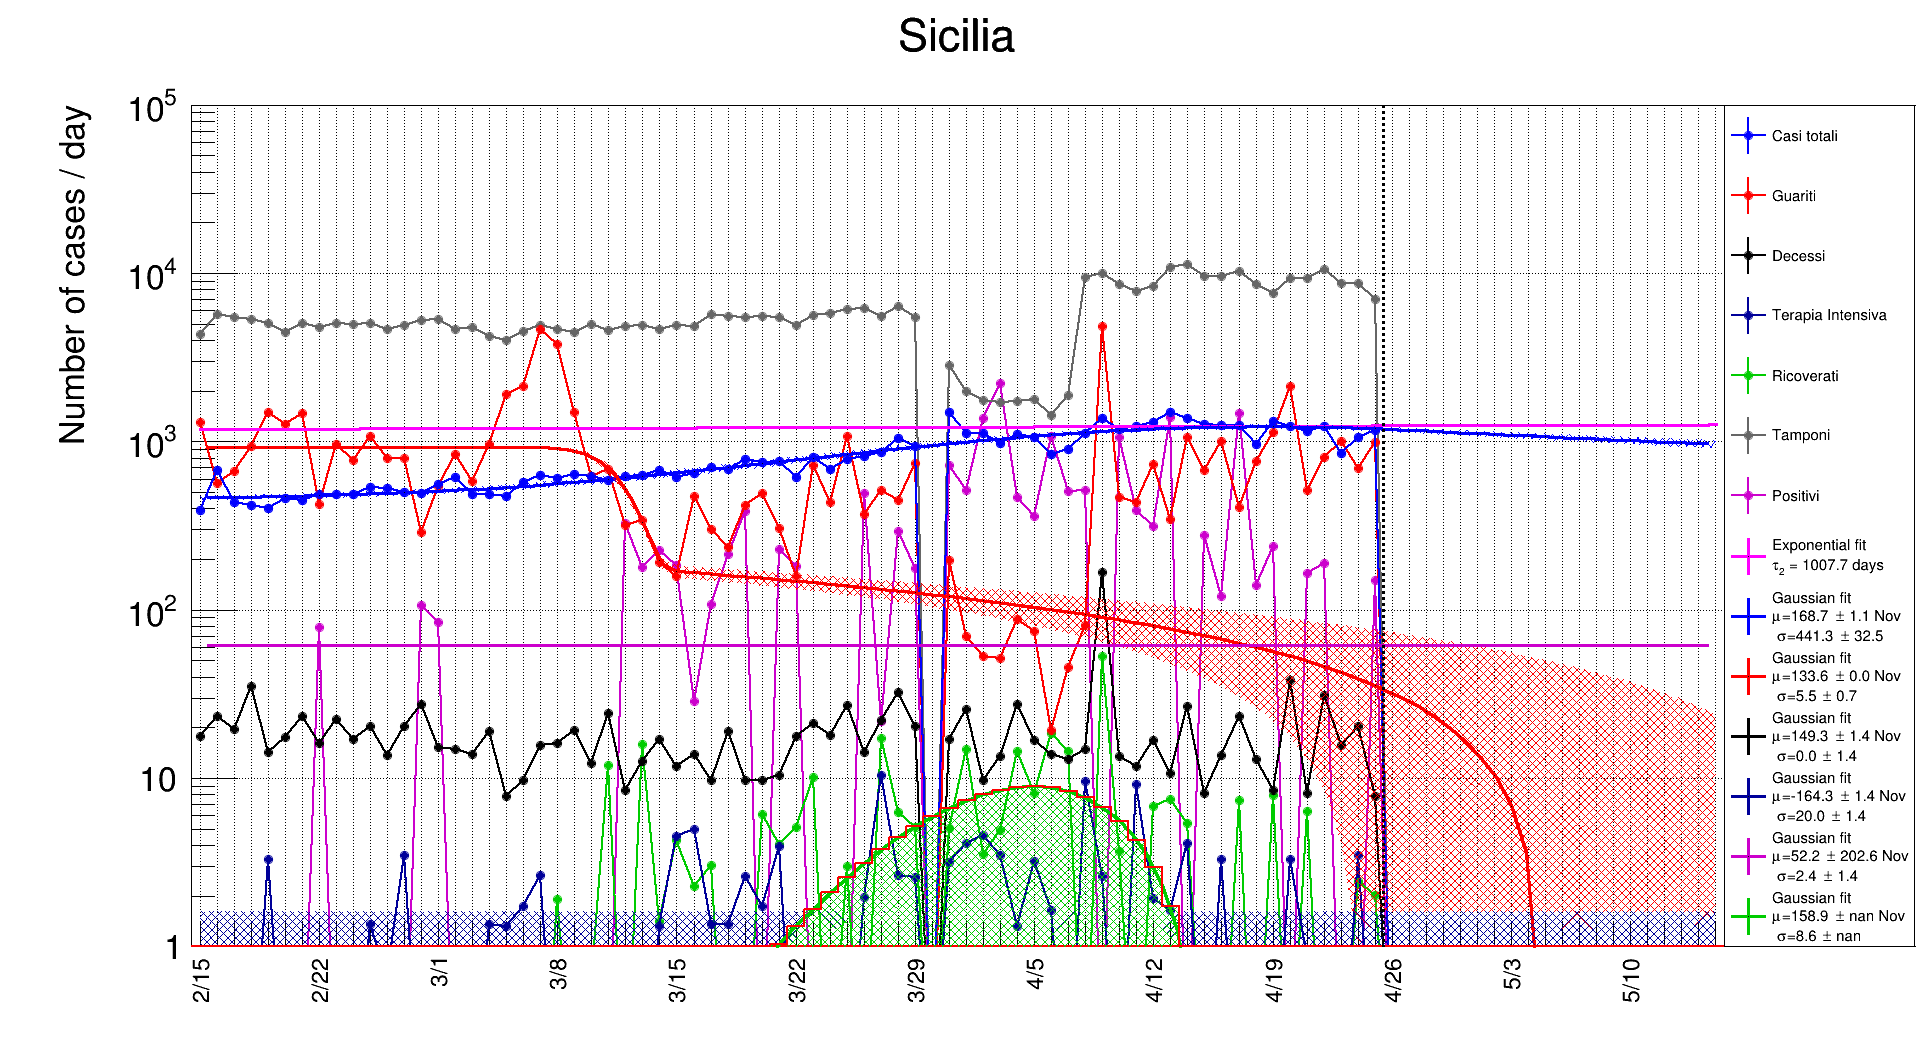 Sicilia
Number of cases / day
10^5
10^4
10^3
10^2
10
1
2/15
2/22
3/1
3/8
3/15
3/22
3/29
4/5
4/12
4/19
4/26
5/3
5/10
Casi totali
Guariti
Decessi
Terapia Intensiva
Ricoverati
Tamponi
Positivi
Exponential fit
τ₂ = 1007.7 days
Gaussian fit
μ=168.7 ± 1.1 Nov
σ=441.3 ± 32.5
Gaussian fit
μ=133.6 ± 0.0 Nov
σ=5.5 ± 0.7
Gaussian fit
μ=149.3 ± 1.4 Nov
σ=0.0 ± 1.4
Gaussian fit
μ=-164.3 ± 1.4 Nov
σ=20.0 ± 1.4
Gaussian fit
μ=52.2 ± 202.6 Nov
σ=2.4 ± 1.4
Gaussian fit
μ=158.9 ± nan Nov
σ=8.6 ± nan